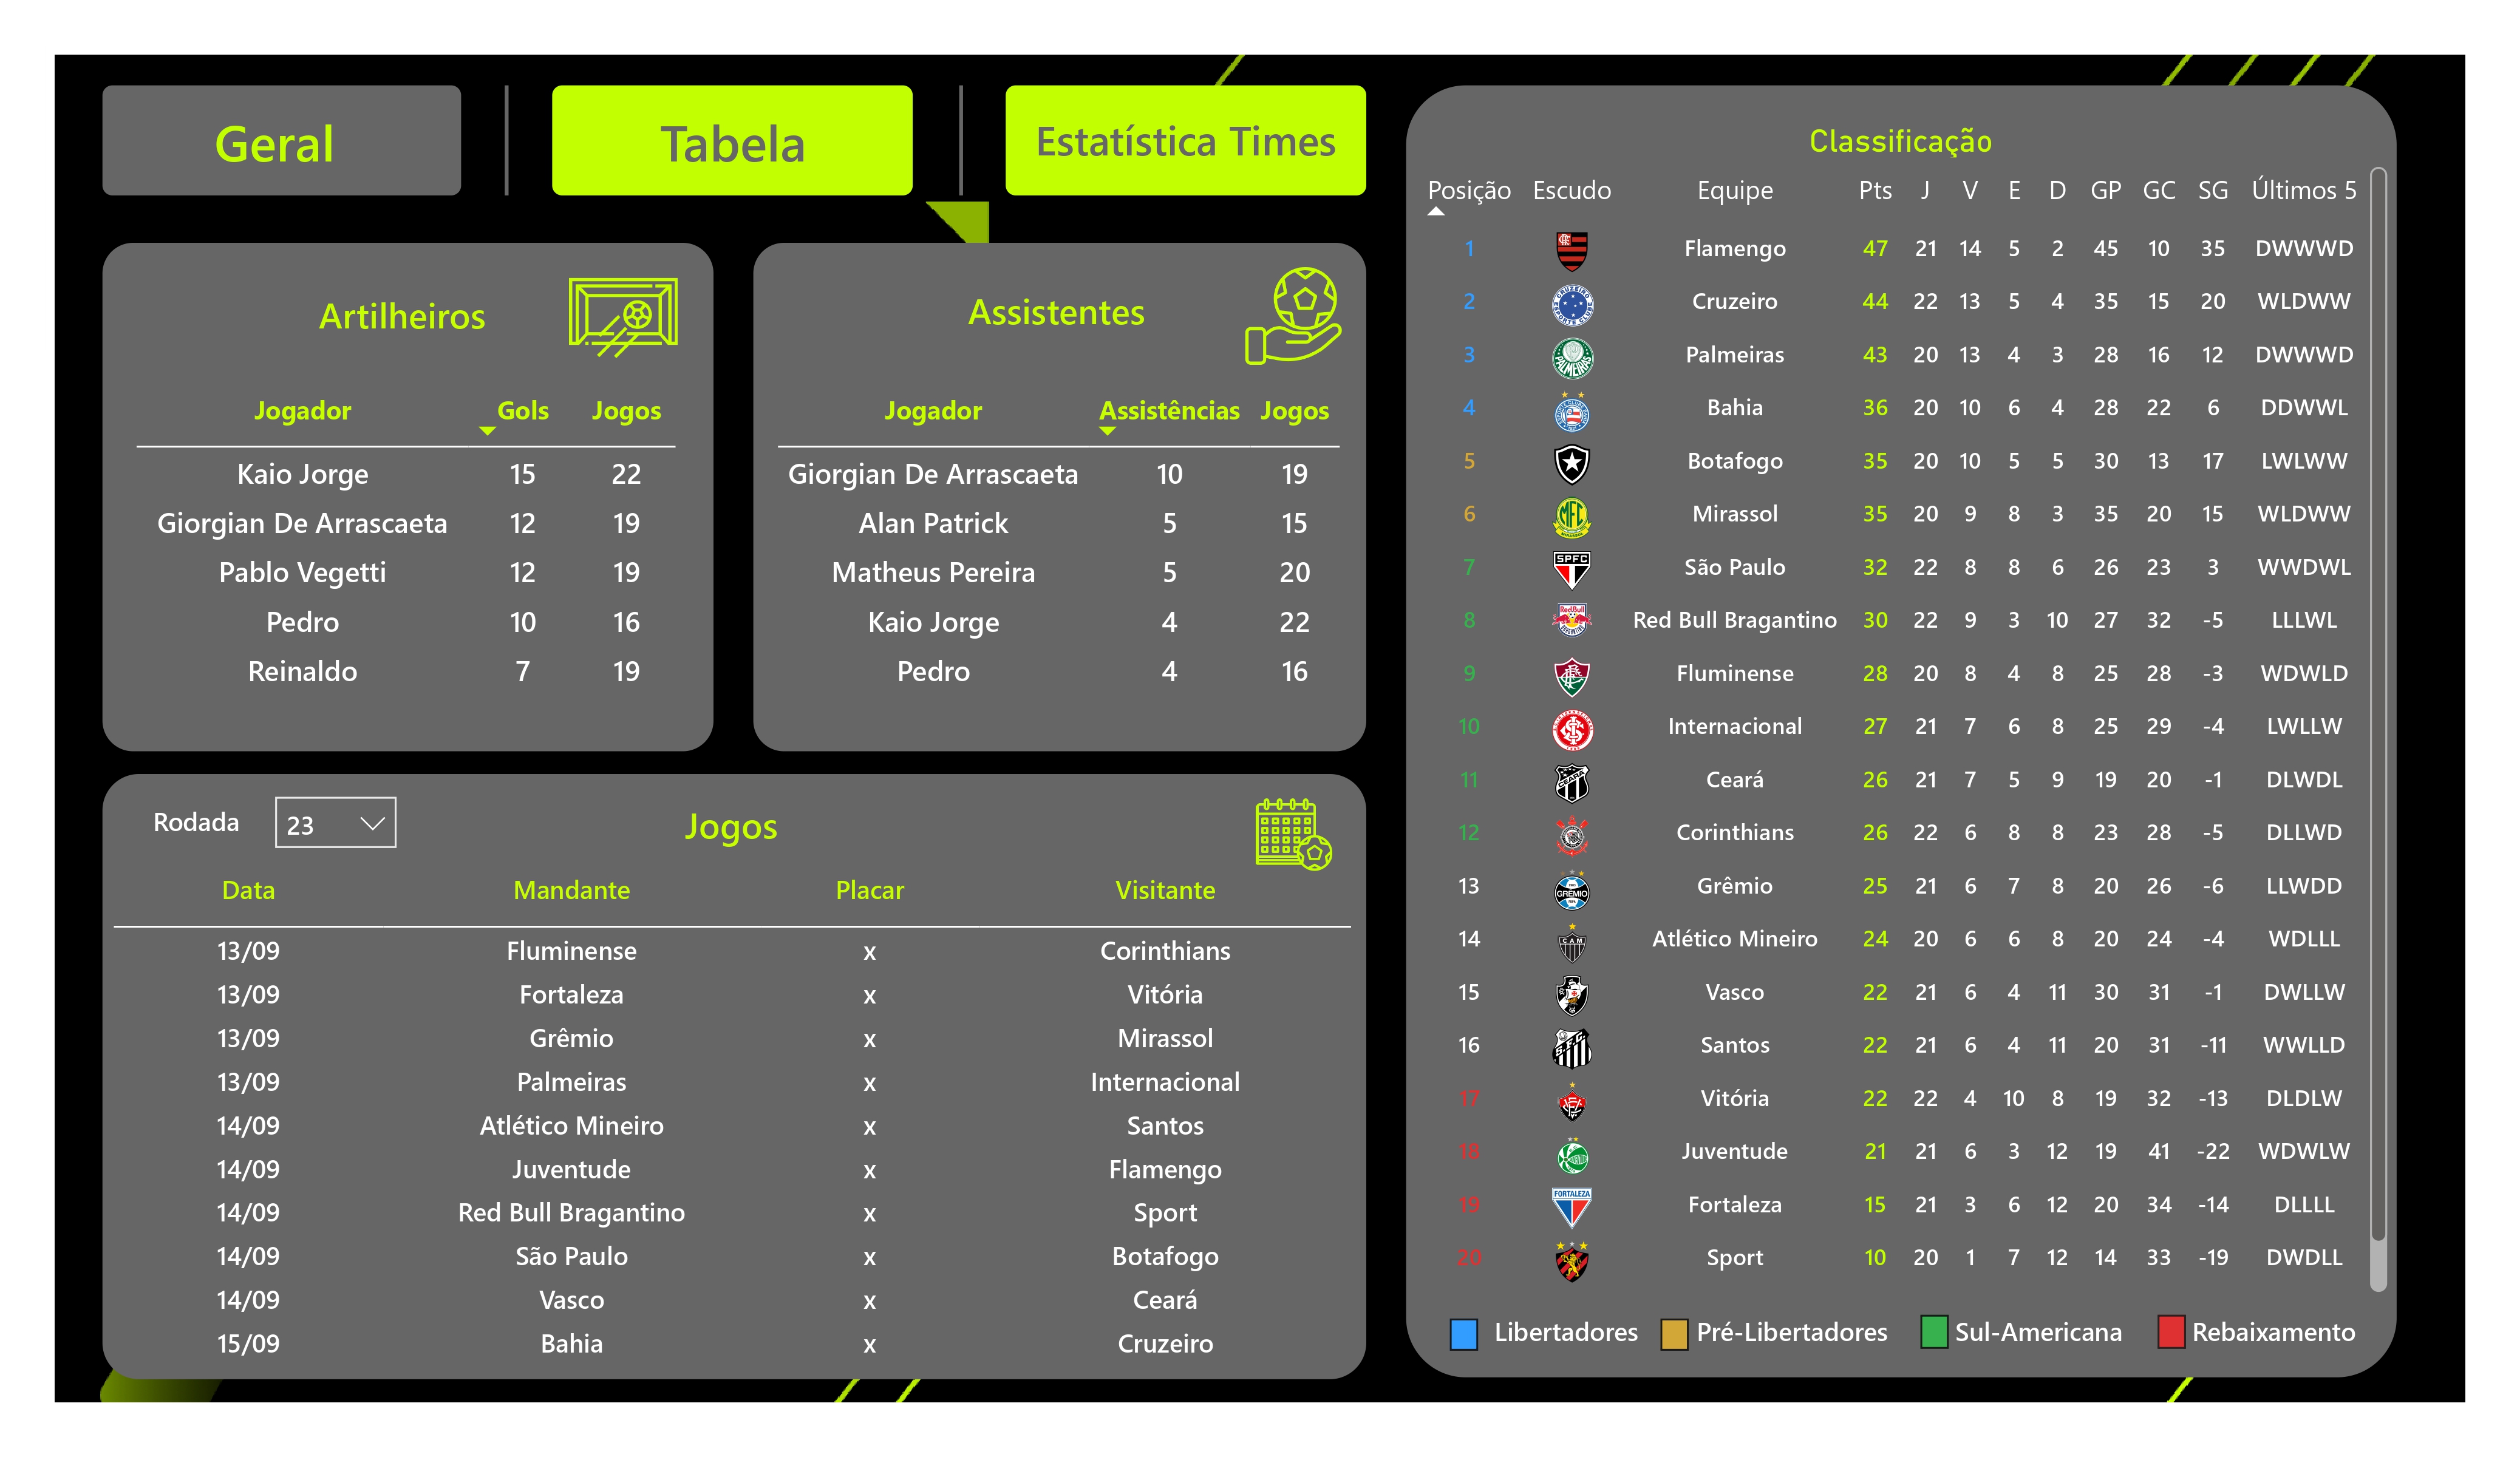 Geral
Tabela
Estatística Times
Artilheiros
Jogador Gols Jogos
Kaio Jorge 15 22
Giorgian De Arrascaeta 12 19
Pablo Vegetti 12 19
Pedro 10 16
Reinaldo 7 19
Assistentes
Jogador Assistências Jogos
Giorgian De Arrascaeta 10 19
Alan Patrick 5 15
Matheus Pereira 5 20
Kaio Jorge 4 22
Pedro 4 16
Rodada 23 Jogos
Data Mandante Placar Visitante
13/09 Fluminense x Corinthians
13/09 Fortaleza x Vitória
13/09 Grêmio x Mirassol
13/09 Palmeiras x Internacional
14/09 Atlético Mineiro x Santos
14/09 Juventude x Flamengo
14/09 Red Bull Bragantino x Sport
14/09 São Paulo x Botafogo
14/09 Vasco x Ceará
15/09 Bahia x Cruzeiro
Classificação
Posição Escudo Equipe Pts J V E D GP GC SG Últimos 5
1 Flamengo 47 21 14 5 2 45 10 35 DWWWD
2 Cruzeiro 44 22 13 5 4 35 15 20 WLDWW
3 PALMEIRAS Palmeiras 43 20 13 4 3 28 16 12 DWWWD
4 Bahia 36 20 10 6 4 28 22 6 DDWWL
5 Botafogo 35 20 10 5 5 30 13 17 LWLWW
6 MFC Mirassol 35 20 9 8 3 35 20 15 WLDWW
7 SPFC São Paulo 32 22 8 8 6 26 23 3 WWDWL
8 RedBull Red Bull Bragantino 30 22 9 3 10 27 32 -5 LLLWL
9 Fluminense 28 20 8 4 8 25 28 -3 WDWLD
10 Internacional 27 21 7 6 8 25 29 -4 LWLLW
11 CEARÁ Ceará 26 21 7 5 9 19 20 -1 DLWDL
12 Corinthians 26 22 6 8 8 23 28 -5 DLLWD
13 GRÊMIO Grêmio 25 21 6 7 8 20 26 -6 LLWDD
14 CAM Atlético Mineiro 24 20 6 6 8 20 24 -4 WDLLL
15 Vasco 22 21 6 4 11 30 31 -1 DWLLW
16 Santos 22 21 6 4 11 20 31 -11 WWLLD
17 Vitória 22 22 4 10 8 19 32 -13 DLDLW
18 Juventude 21 21 6 3 12 19 41 -22 WDWLW
19 FORTALEZA Fortaleza 15 21 3 6 12 20 34 -14 DLLLL
20 Sport 10 20 1 7 12 14 33 -19 DWDLL
Libertadores Pré-Libertadores Sul-Americana Rebaixamento